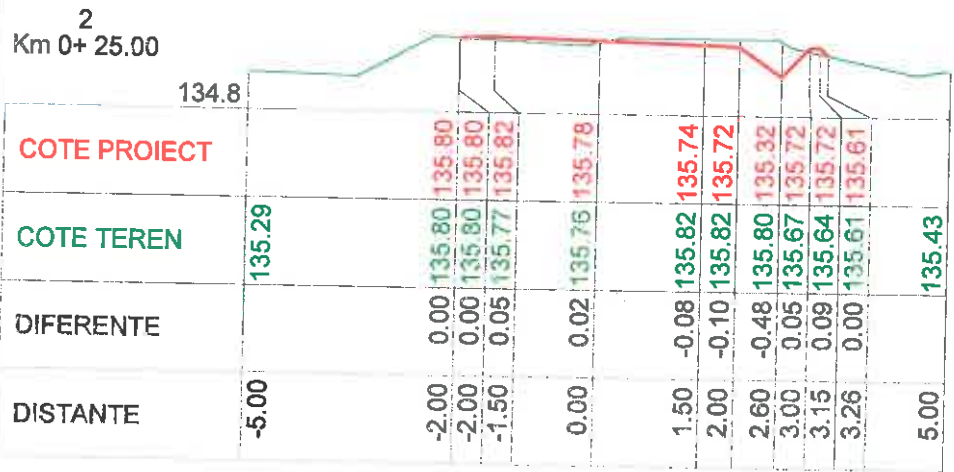 2
Km 0+ 25.00
134.8
COTE PROIECT 135.80 135.80 135.82 135.78 135.74 135.72 135.32 135.72 135.72 135.61
COTE TEREN 135.29 135.80 135.80 135.77 135.76 135.82 135.82 135.80 135.67 135.64 135.61 135.43
DIFERENTE 0.00 0.00 0.05 0.02 -0.08 -0.10 -0.48 0.05 0.09 0.00
DISTANTE -5.00 -2.00 -2.00 -1.50 0.00 1.50 2.00 2.60 3.00 3.15 3.26 5.00